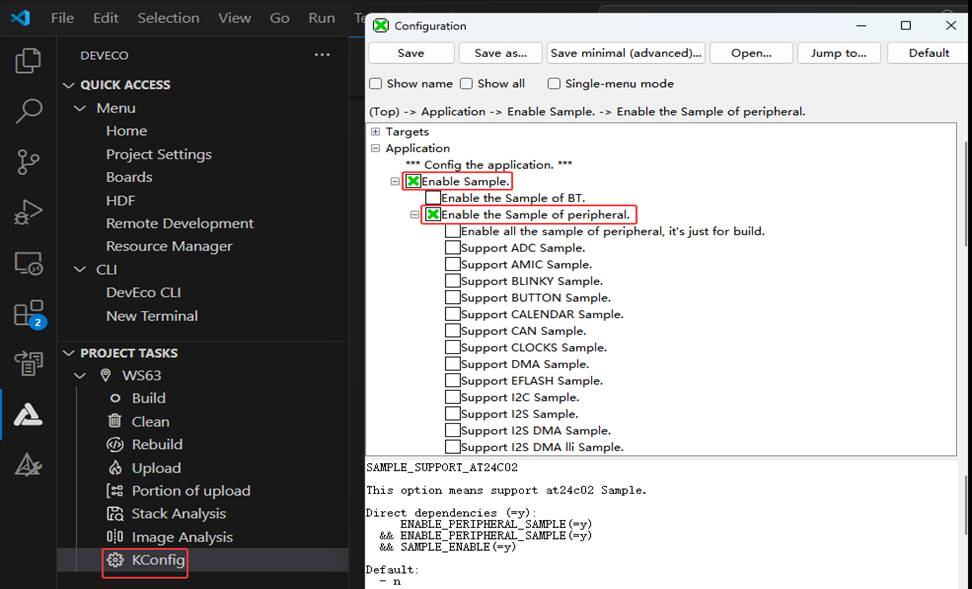 File Edit Selection View Go Run Te
DEVECO
QUICK ACCESS
Menu
Home
Project Settings
Boards
HDF
Remote Development
Resource Manager
CLI
DevEco CLI
New Terminal
PROJECT TASKS
WS63
Build
Clean
Rebuild
Upload
Portion of upload
Stack Analysis
Image Analysis
KConfig
2
Configuration
Save Save as... Save minimal (advanced)... Open... Jump to... Default
Show name Show all Single-menu mode
(Top) -> Application -> Enable Sample. -> Enable the Sample of peripheral.
Targets
Application
*** Config the application. ***
Enable Sample.
Enable the Sample of BT.
Enable the Sample of peripheral.
Enable all the sample of peripheral, it's just for build.
Support ADC Sample.
Support AMIC Sample.
Support BLINKY Sample.
Support BUTTON Sample.
Support CALENDAR Sample.
Support CAN Sample.
Support CLOCKS Sample.
Support DMA Sample.
Support EFLASH Sample.
Support I2C Sample.
Support I2S Sample.
Support I2S DMA Sample.
Support I2S DMA lli Sample.
SAMPLE_SUPPORT_AT24C02
This option means support at24c02 Sample.
Direct dependencies (=y):
ENABLE_PERIPHERAL_SAMPLE(=y)
&& ENABLE_PERIPHERAL_SAMPLE(=y)
&& SAMPLE_ENABLE(=y)
Default:
- n